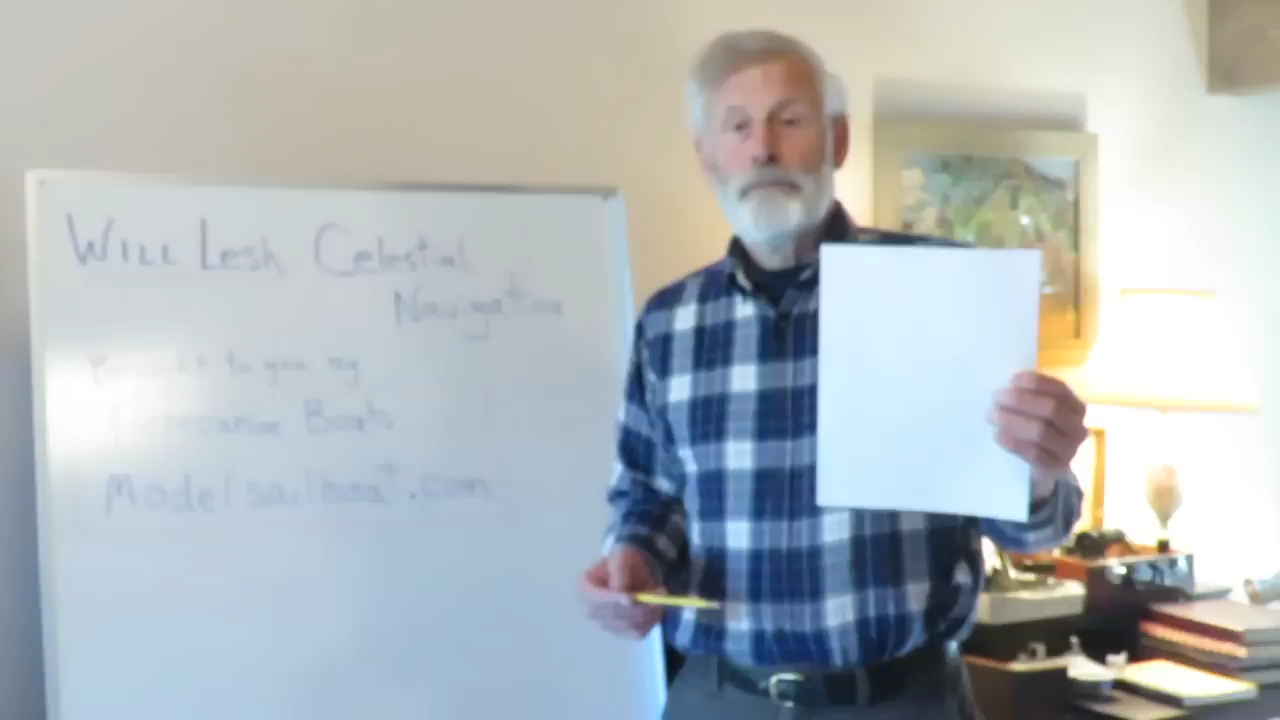 Will Lesh Celestial
Navigation
to you by
Boats
Modelsailboat.com